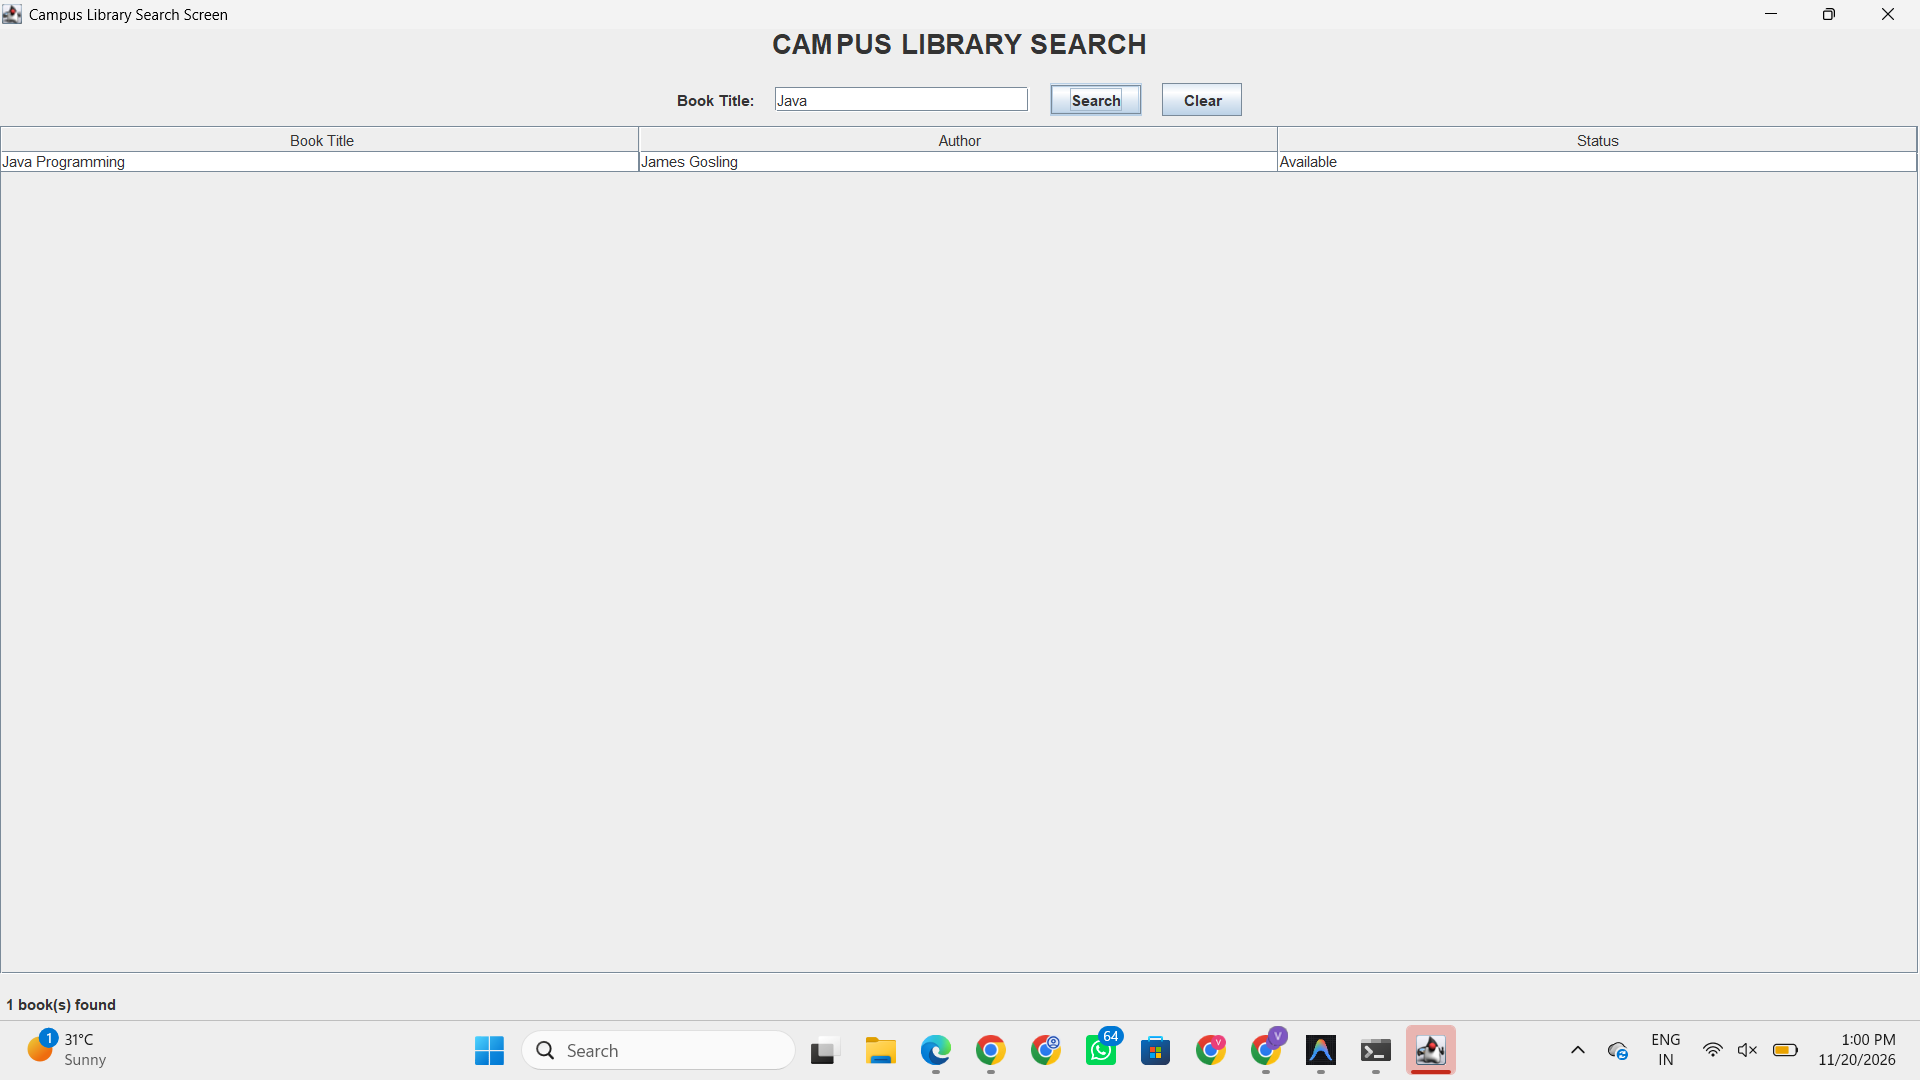 Campus Library Search Screen
CAMPUS LIBRARY SEARCH
Book Title: Java Search Clear
Book Title Author Status
Java Programming James Gosling Available
1 book(s) found
1 31°C
Sunny
Search
64
V
V
ENG
IN
1:00 PM
11/20/2026